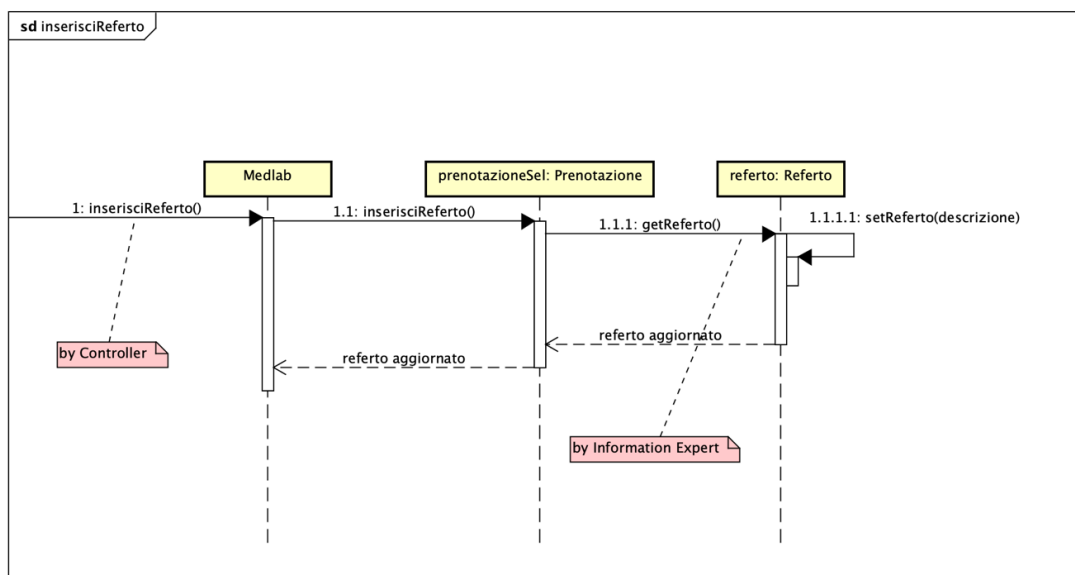 sd inserisciReferto
Medlab
prenotazioneSel: Prenotazione
referto: Referto
1: inserisciReferto()
1.1: inserisciReferto()
1.1.1: getReferto()
1.1.1.1: setReferto(descrizione)
referto aggiornato
referto aggiornato
by Controller
by Information Expert